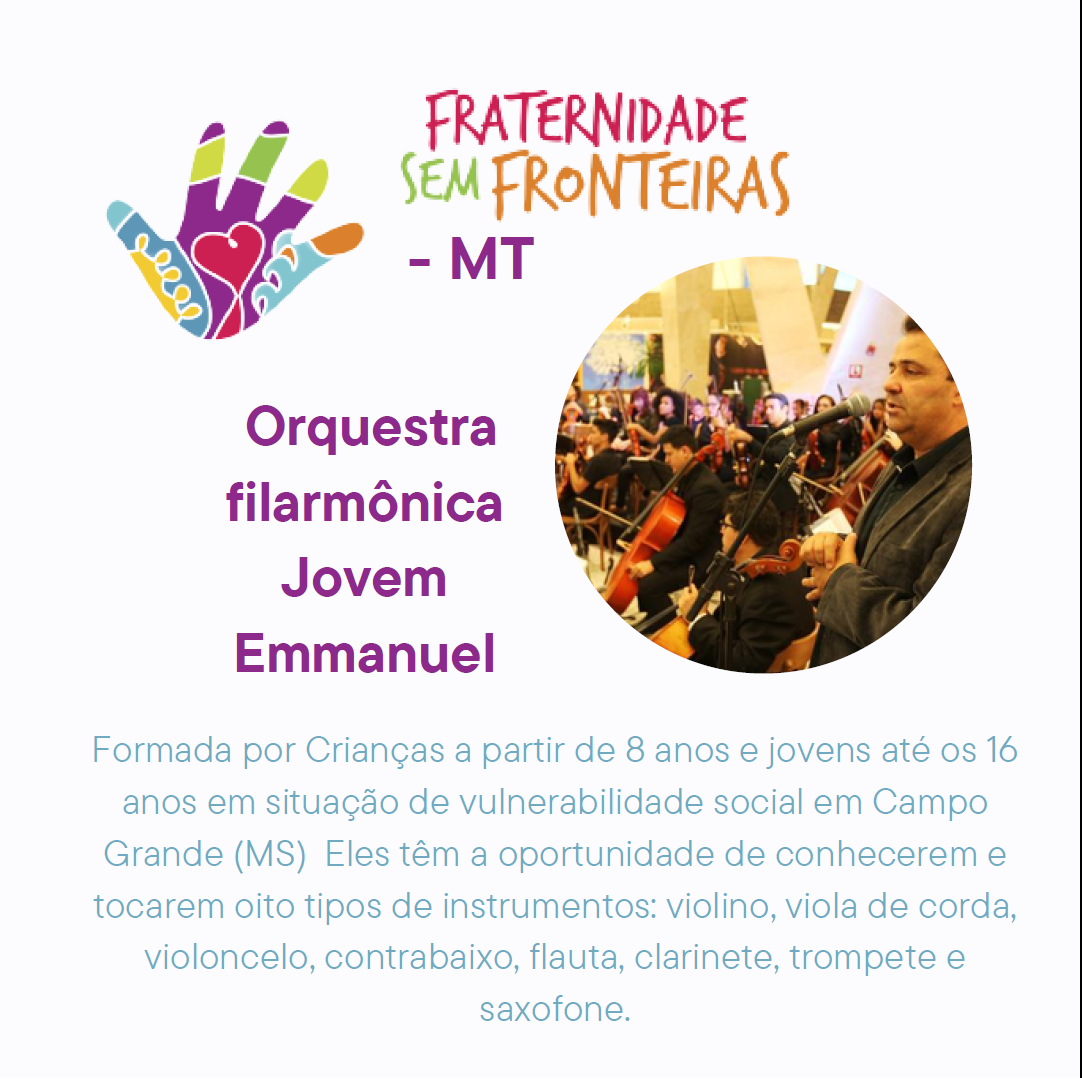 FRATERNIDADE
SEM FRONTEIRAS
- MT
Orquestra
filarmônica
Jovem
Emmanuel
Formada por Crianças a partir de 8 anos e jovens até os 16
anos em situação de vulnerabilidade social em Campo
Grande (MS)  Eles têm a oportunidade de conhecerem e
tocarem oito tipos de instrumentos: violino, viola de corda,
violoncelo, contrabaixo, flauta, clarinete, trompete e
saxofone.